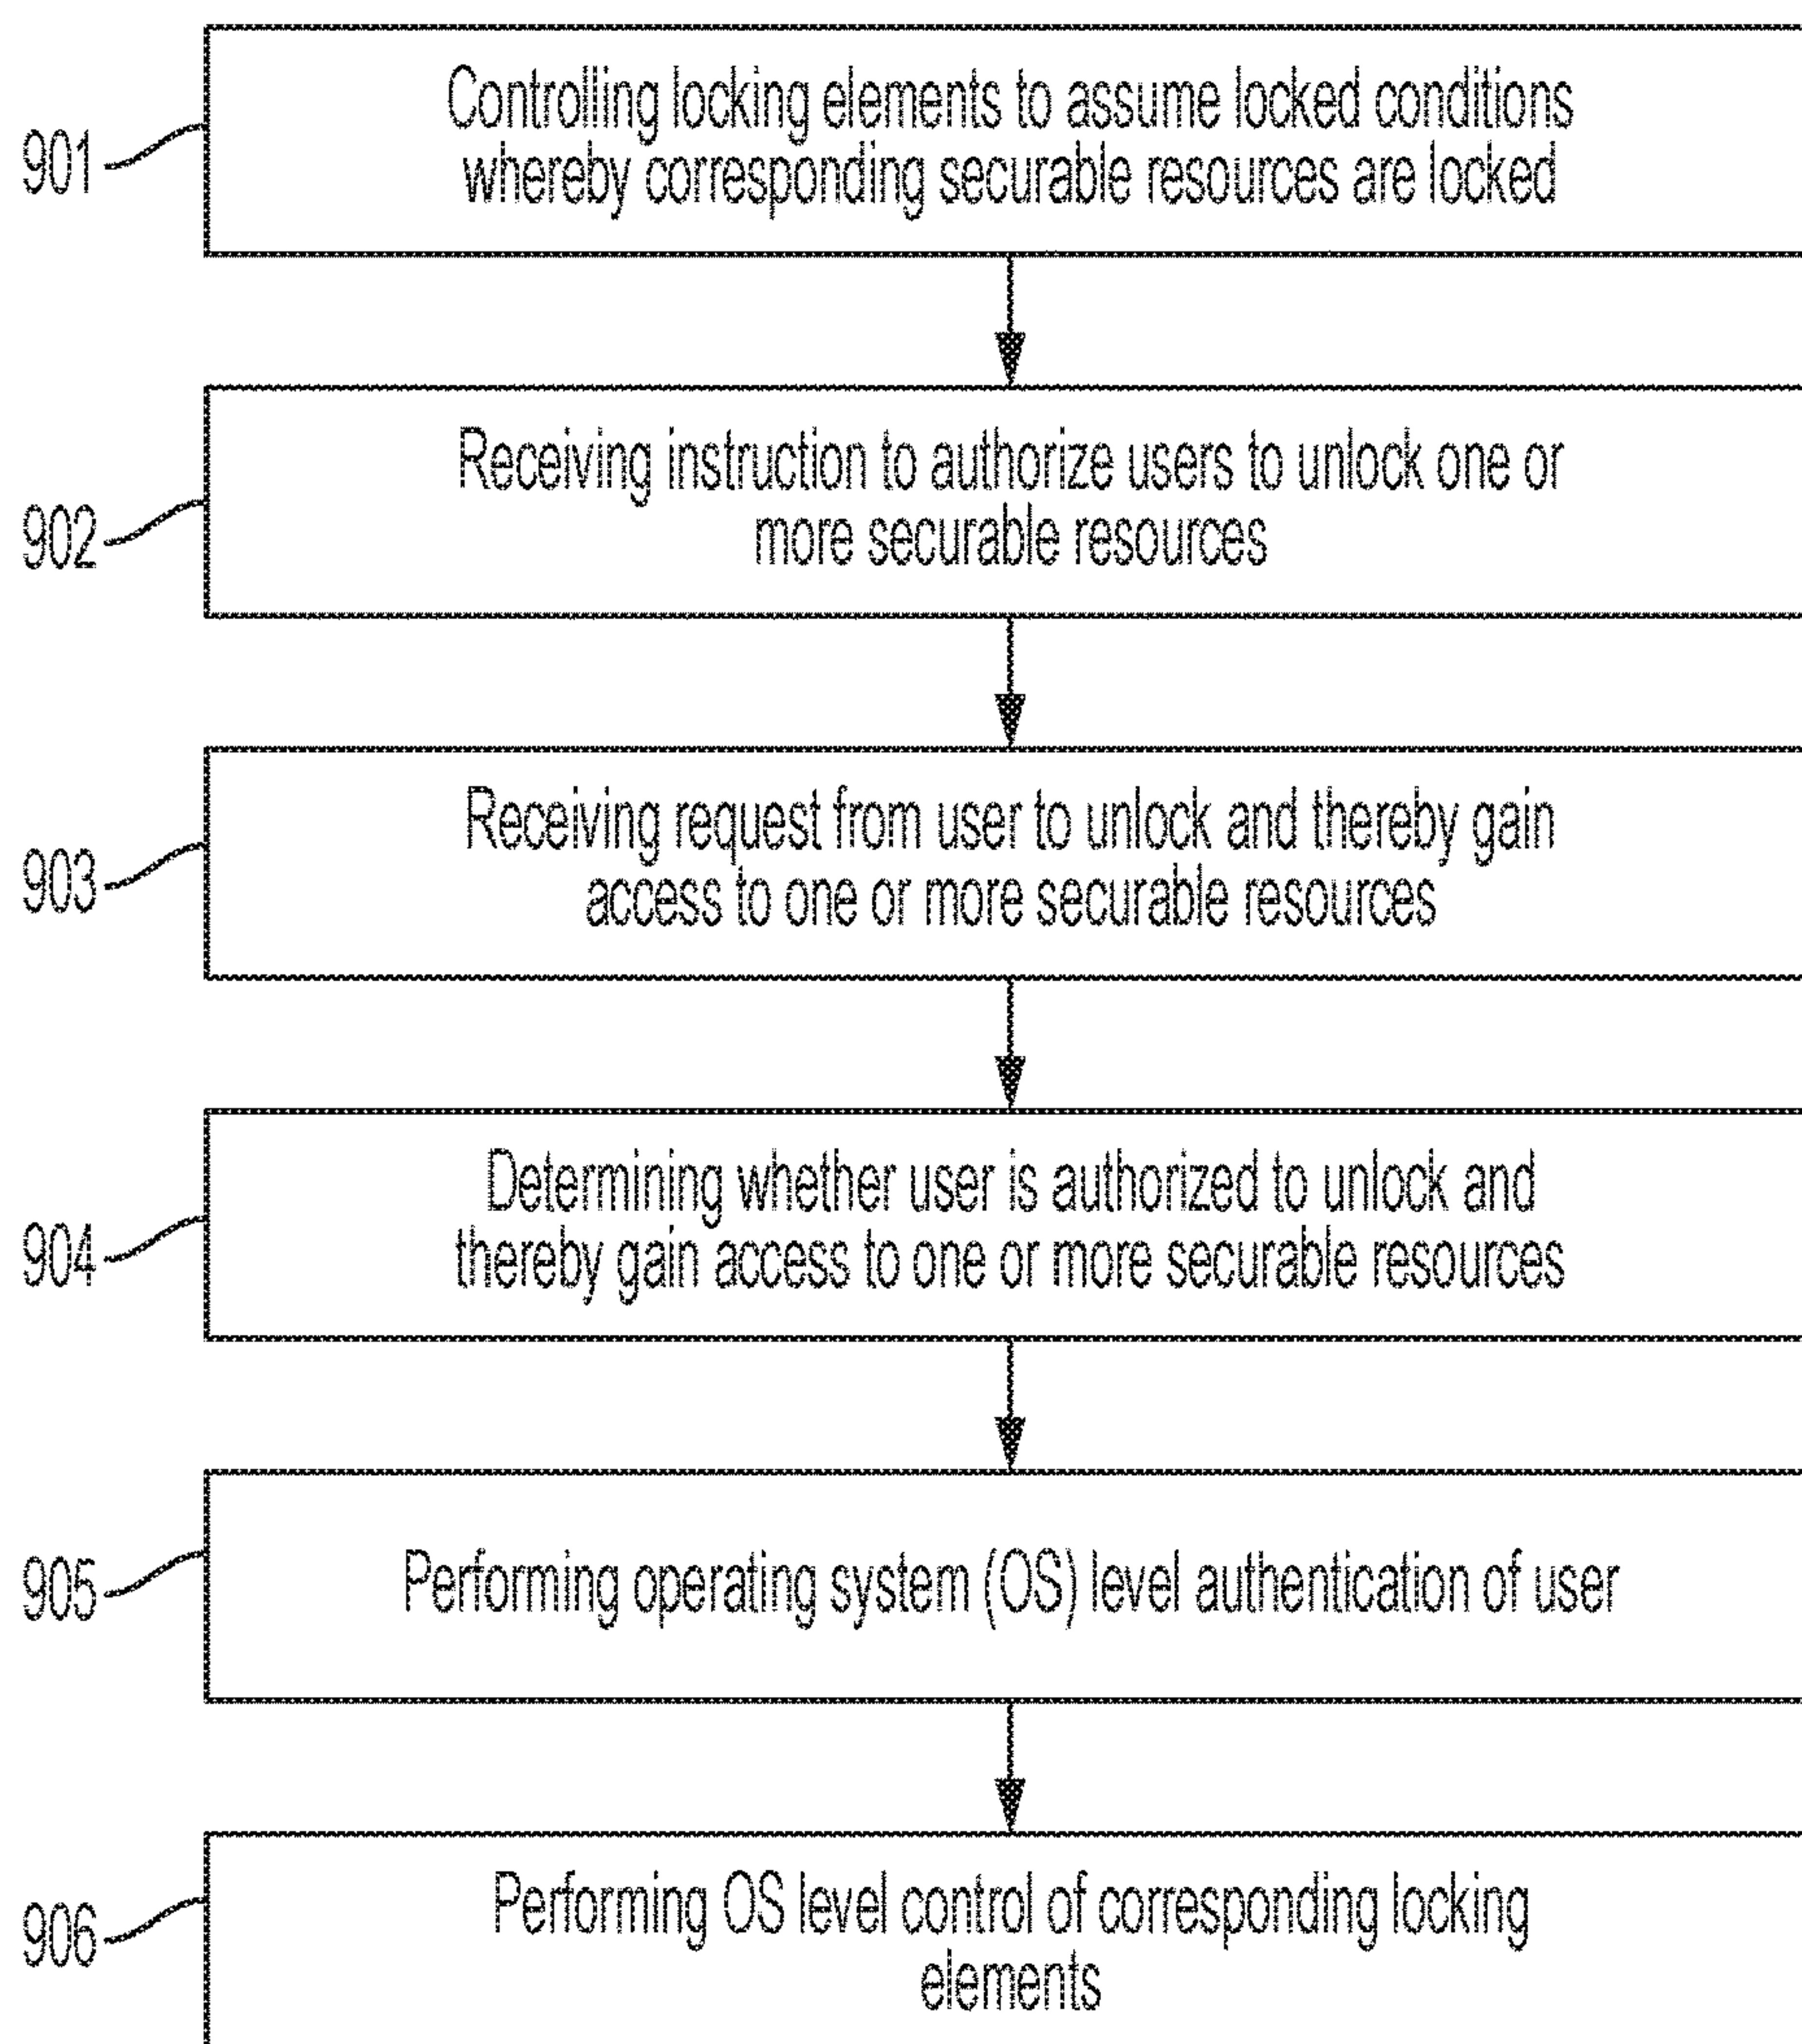 901
Controlling locking elements to assume locked conditions
whereby corresponding securable resources are locked
902
Receiving instruction to authorize users to unlock one or
more securable resources
903
Receiving request from user to unlock and thereby gain
access to one or more securable resources
904
Determining whether user is authorized to unlock and
thereby gain access to one or more securable resources
905
Performing operating system (OS) level authentication of user
906
Performing OS level control of corresponding locking
elements